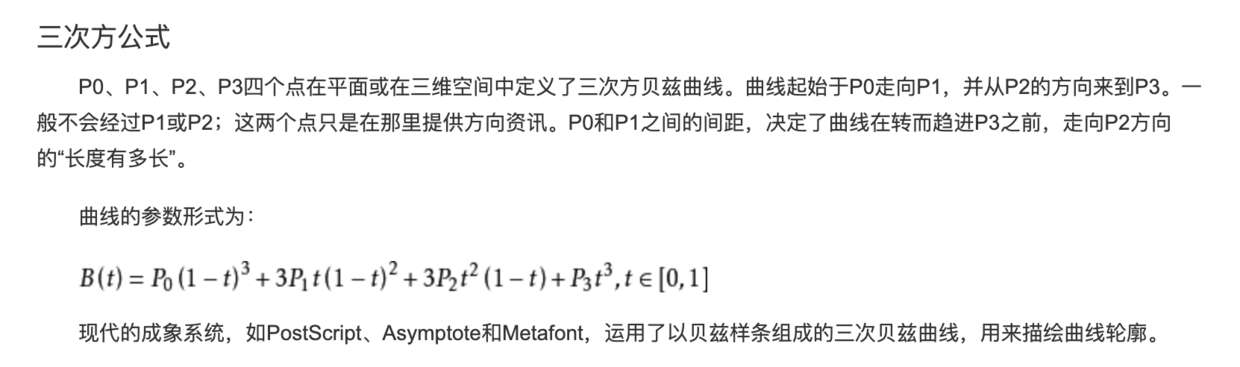 三次方公式
P0、P1、P2、P3四个点在平面或在三维空间中定义了三次方贝兹曲线。曲线起始于P0走向P1，并从P2的方向来到P3。一
般不会经过P1或P2；这两个点只是在那里提供方向资讯。P0和P1之间的间距，决定了曲线在转而趋进P3之前，走向P2方向
的“长度有多长”。
曲线的参数形式为：
B(t) = P₀(1 − t)³ + 3P₁t(1 − t)² + 3P₂t²(1 − t) + P₃t³, t ∈ [0,1]
现代的成象系统，如PostScript、Asymptote和Metafont，运用了以贝兹样条组成的三次贝兹曲线，用来描绘曲线轮廓。